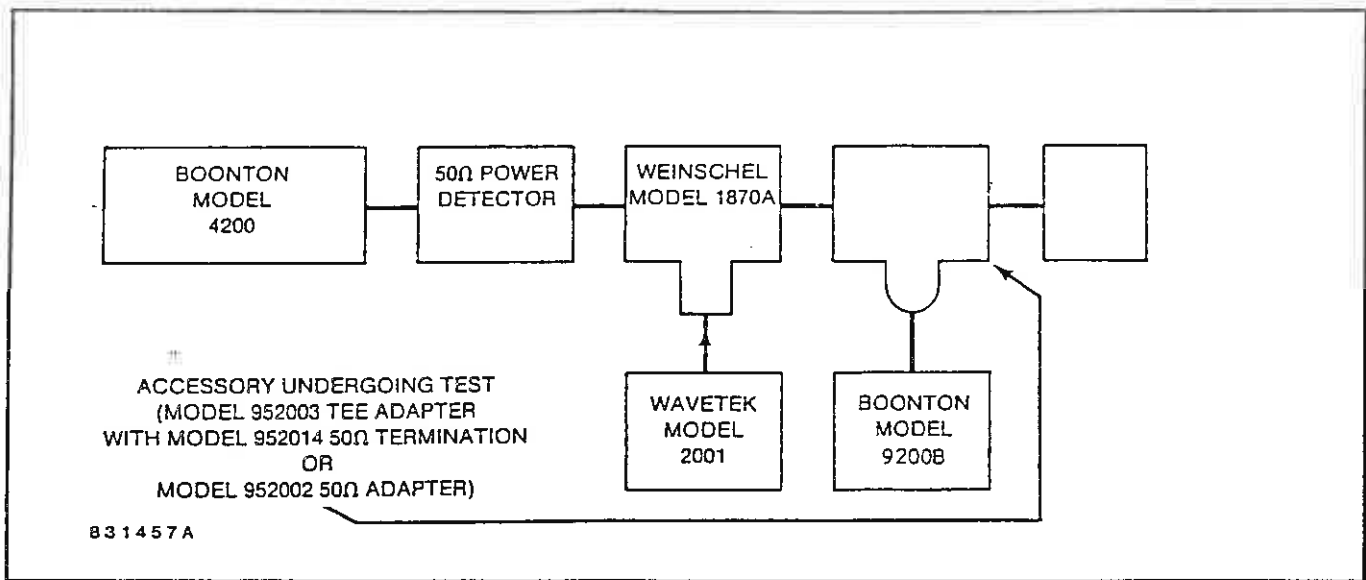 BOONTON
MODEL
4200
50Ω POWER
DETECTOR
WEINSCHEL
MODEL 1870A
ACCESSORY UNDERGOING TEST
(MODEL 952003 TEE ADAPTER
WITH MODEL 952014 50Ω TERMINATION
OR
MODEL 952002 50Ω ADAPTER)
WAVETEK
MODEL
2001
BOONTON
MODEL
9200B
831457A